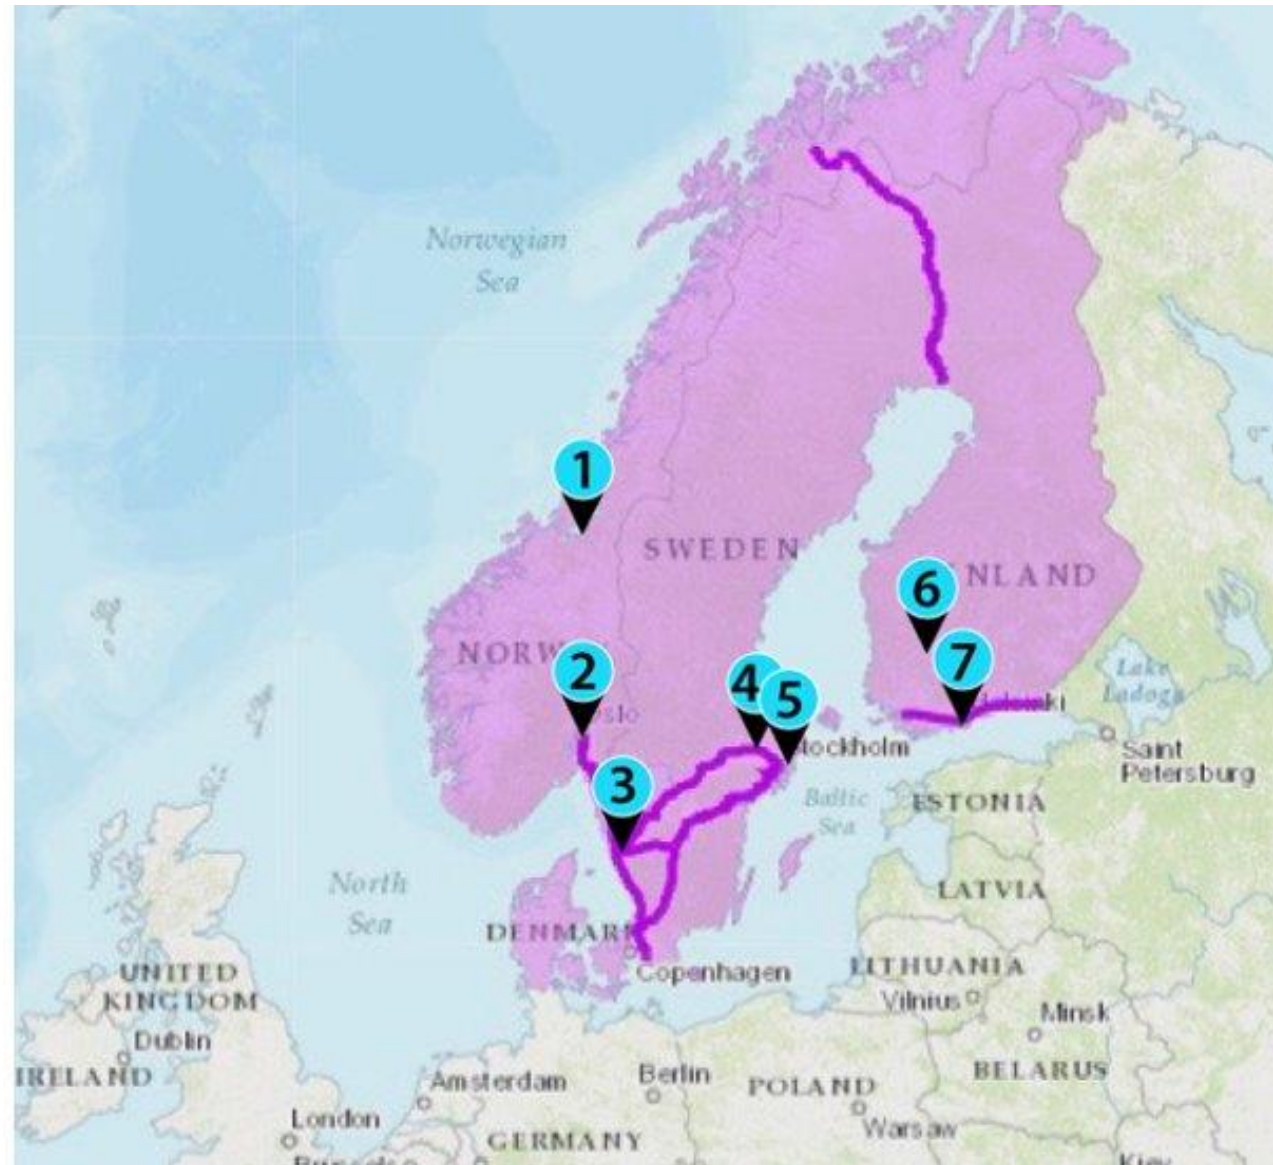 Norwegian
Sea
1
SWEDEN
NLAND
6
NORW
2
7
Lake
Ladoga
4
5
slo
tockholm
Saint
Petersburg
3
Baltic
Sea
ESTONIA
North
Sea
LATVIA
DENMARK
Copenhagen
LITHUANIA
UNITED
KINGDOM
Vilnius
Minsk
Dublin
IRELAND
Amsterdam
Berlin
POLAND
BELARUS
London
Warsaw
GERMANY